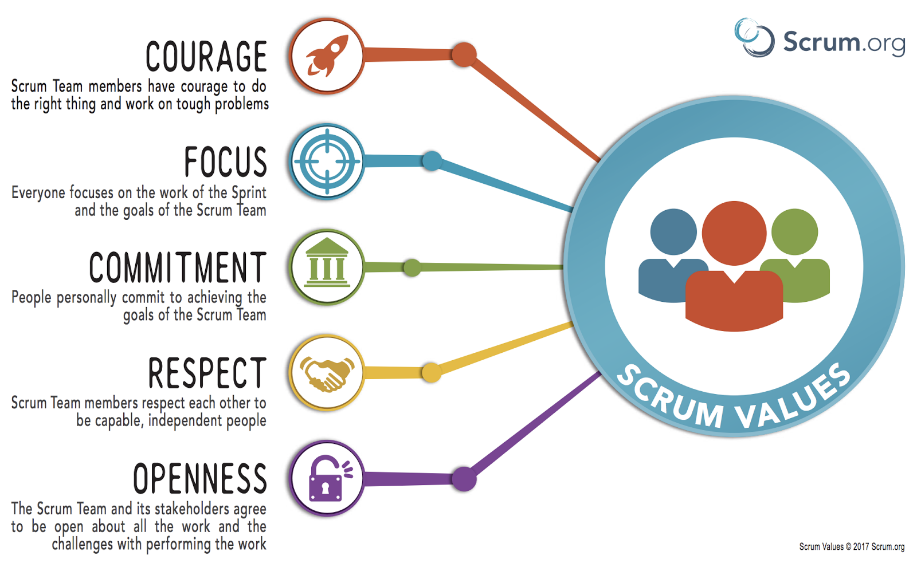 Scrum.org
COURAGE
Scrum Team members have courage to do
the right thing and work on tough problems
FOCUS
Everyone focuses on the work of the Sprint
and the goals of the Scrum Team
COMMITMENT
People personally commit to achieving the
goals of the Scrum Team
RESPECT
Scrum Team members respect each other to
be capable, independent people
OPENNESS
The Scrum Team and its stakeholders agree
to be open about all the work and the
challenges with performing the work
SCRUM VALUES
Scrum Values © 2017 Scrum.org